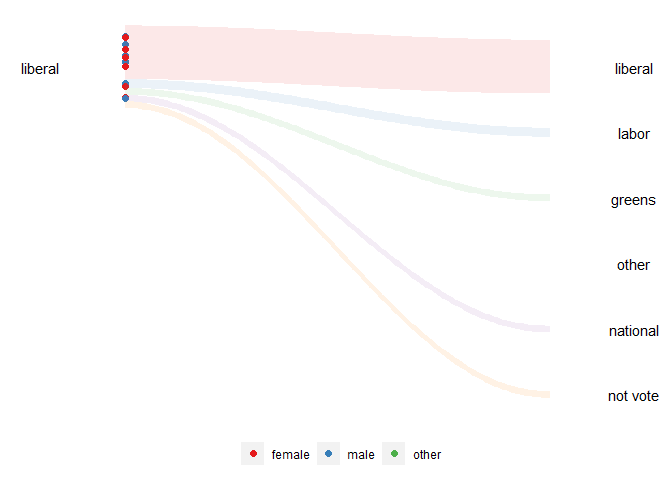 liberal
liberal
labor
greens
other
national
not vote
female male other